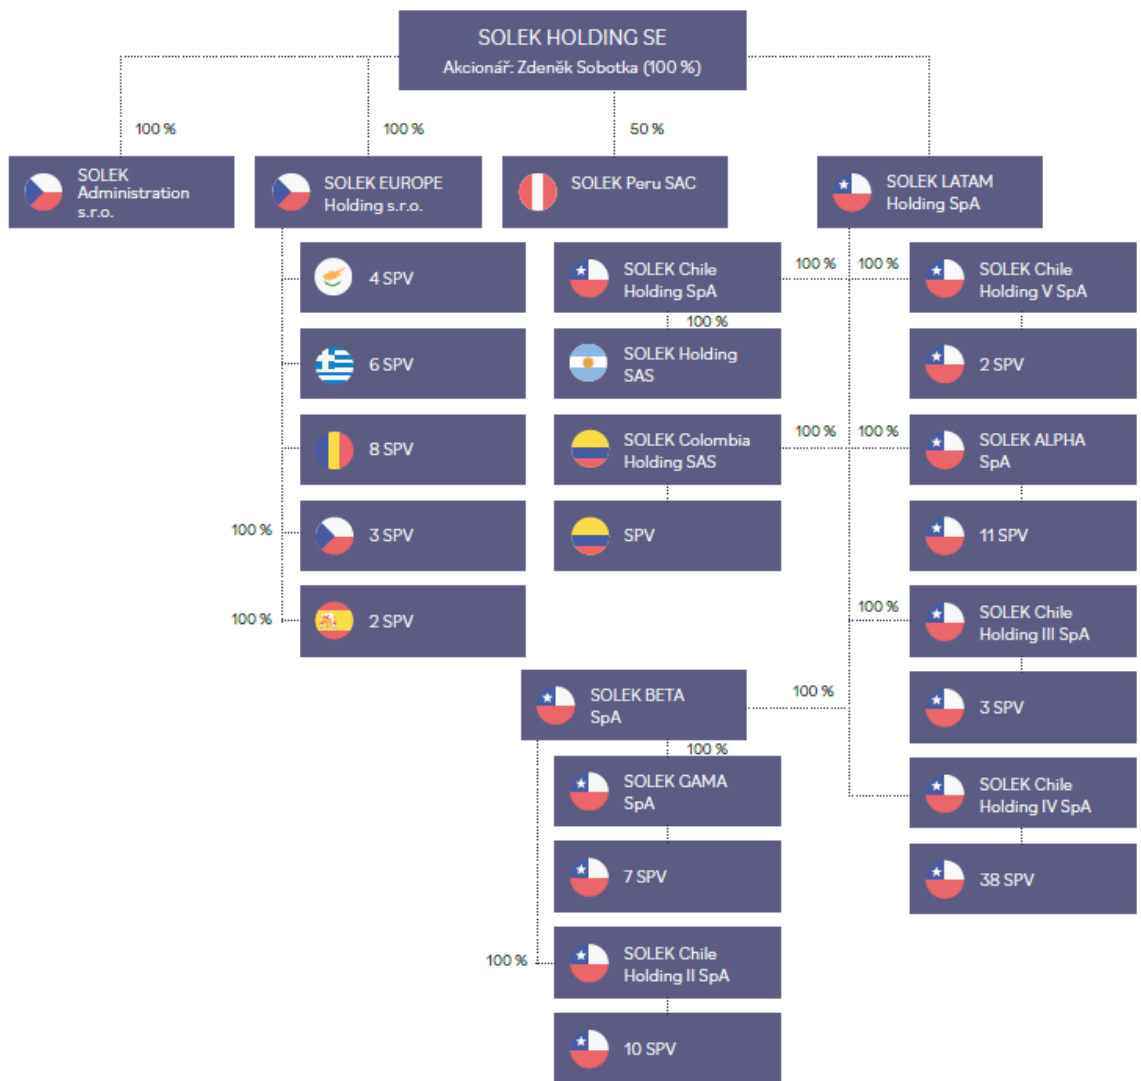 SOLEK HOLDING SE
Akcionář: Zdeněk Sobotka (100 %)
100 %
100 %
50 %
SOLEK
Administration
s.r.o.
SOLEK EUROPE
Holding s.r.o.
SOLEK Peru SAC
SOLEK LATAM
Holding SpA
4 SPV
SOLEK Chile
Holding SpA
100 %
100 %
SOLEK Chile
Holding V SpA
100 %
6 SPV
SOLEK Holding
SAS
2 SPV
8 SPV
SOLEK Colombia
Holding SAS
100 %
100 %
SOLEK ALPHA
SpA
100 %
3 SPV
SPV
11 SPV
100 %
2 SPV
100 %
SOLEK Chile
Holding III SpA
SOLEK BETA
SpA
100 %
3 SPV
100 %
SOLEK GAMA
SpA
SOLEK Chile
Holding IV SpA
7 SPV
38 SPV
100 %
SOLEK Chile
Holding II SpA
10 SPV